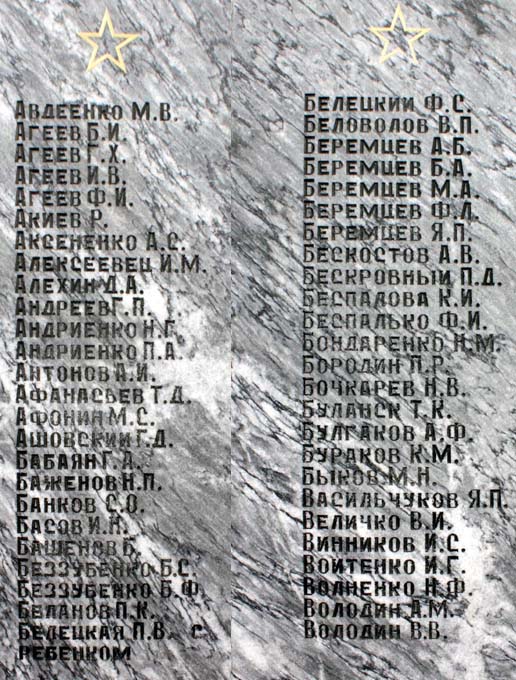 Авдеенко М.В.
Агеев Б.И.
Агеев Г.Х.
Агеев И.В.
Агеев Ф.И.
Акиев Р.
Аксененко А.С.
Алексеевец И.М.
Алехин Д.А.
Андреев Г.П.
Андриенко Н.Г.
Андриенко П.А.
Антонов А.И.
Афанасьев Т.Д.
Афонин М.С.
Ашовский Г.Д.
Бабаян Г.А.
Баженов Н.П.
Банков С.О.
Басов И.Н.
Башенов Б.
Беззубенко Б.С.
Беззубенко Б.Ф.
Беланов П.К.
Белецкая П.В. с
ребенком
Белецкий Ф.С.
Беловолов В.П.
Беремцев А.Б.
Беремцев Б.А.
Беремцев М.А.
Беремцев Ф.Л.
Беремцев Я.П.
Бескостов А.В.
Бескровный П.Д.
Беспалова К.И.
Беспалько Ф.И.
Бондаренко Н.М.
Бородин П.Р.
Бочкарев Н.В.
Буланск Т.К.
Булгаков А.Ф.
Бураков К.М.
Быков М.Н.
Васильчуков Я.П.
Величко В.И.
Винников И.С.
Войтенко И.Г.
Волненко Н.Ф.
Володин А.М.
Володин В.В.